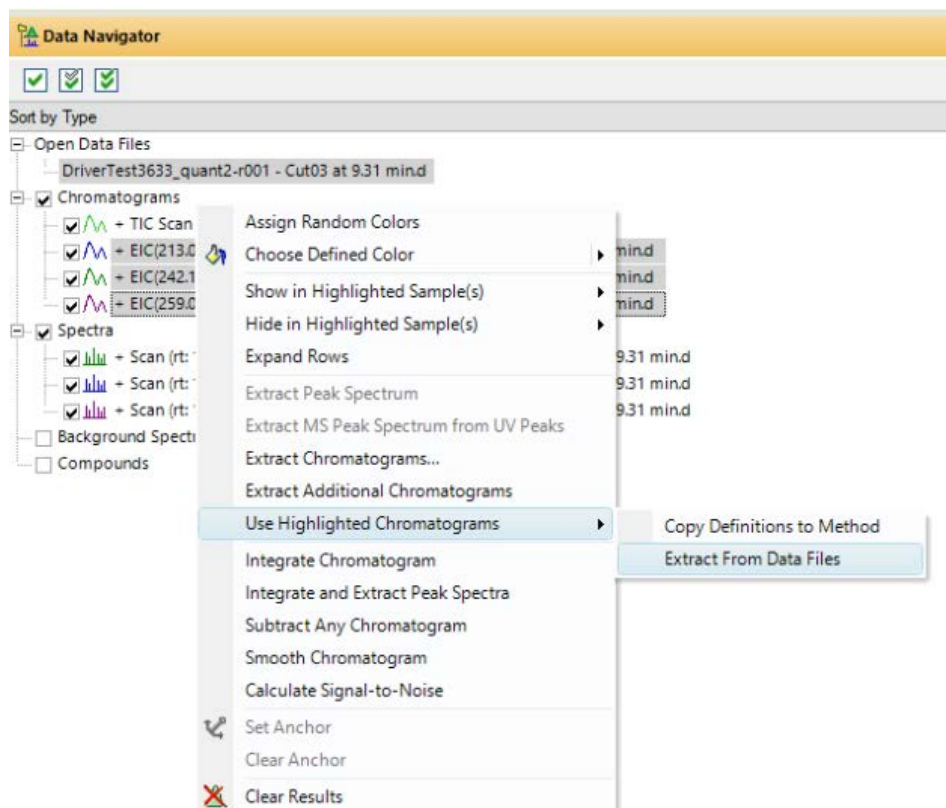 Data Navigator
Sort by Type
Open Data Files
DriverTest3633_quant2-r001 - Cut03 at 9.31 min.d
Chromatograms
+ TIC Scan
+ EIC(213.0 min.d
+ EIC(242.1 min.d
+ EIC(259.0 min.d
Spectra
+ Scan (rt: 9.31 min.d
+ Scan (rt: 9.31 min.d
+ Scan (rt: 9.31 min.d
Background Spect
Compounds
Assign Random Colors
Choose Defined Color
Show in Highlighted Sample(s)
Hide in Highlighted Sample(s)
Expand Rows
Extract Peak Spectrum
Extract MS Peak Spectrum from UV Peaks
Extract Chromatograms...
Extract Additional Chromatograms
Use Highlighted Chromatograms
Copy Definitions to Method
Extract From Data Files
Integrate Chromatogram
Integrate and Extract Peak Spectra
Subtract Any Chromatogram
Smooth Chromatogram
Calculate Signal-to-Noise
Set Anchor
Clear Anchor
Clear Results